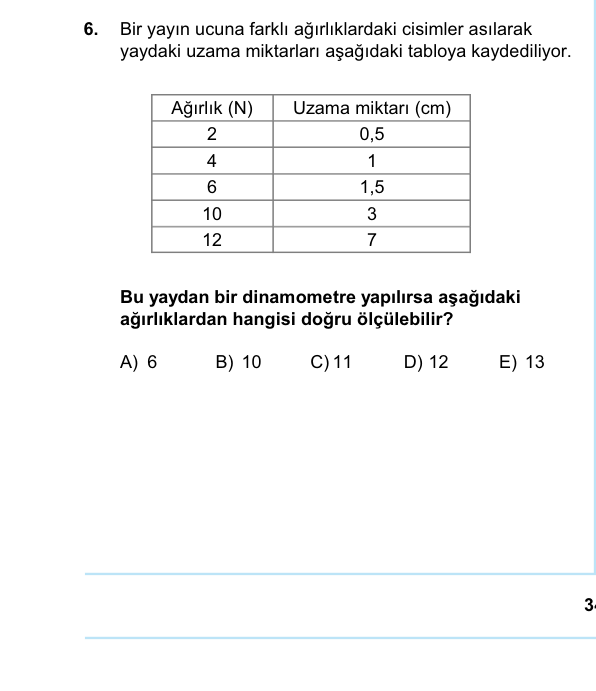 6. Bir yayın ucuna farklı ağırlıklardaki cisimler asılarak
yaydaki uzama miktarları aşağıdaki tabloya kaydediliyor.
Ağırlık (N) Uzama miktarı (cm)
2 0,5
4 1
6 1,5
10 3
12 7
Bu yaydan bir dinamometre yapılırsa aşağıdaki
ağırlıklardan hangisi doğru ölçülebilir?
A) 6 B) 10 C) 11 D) 12 E) 13